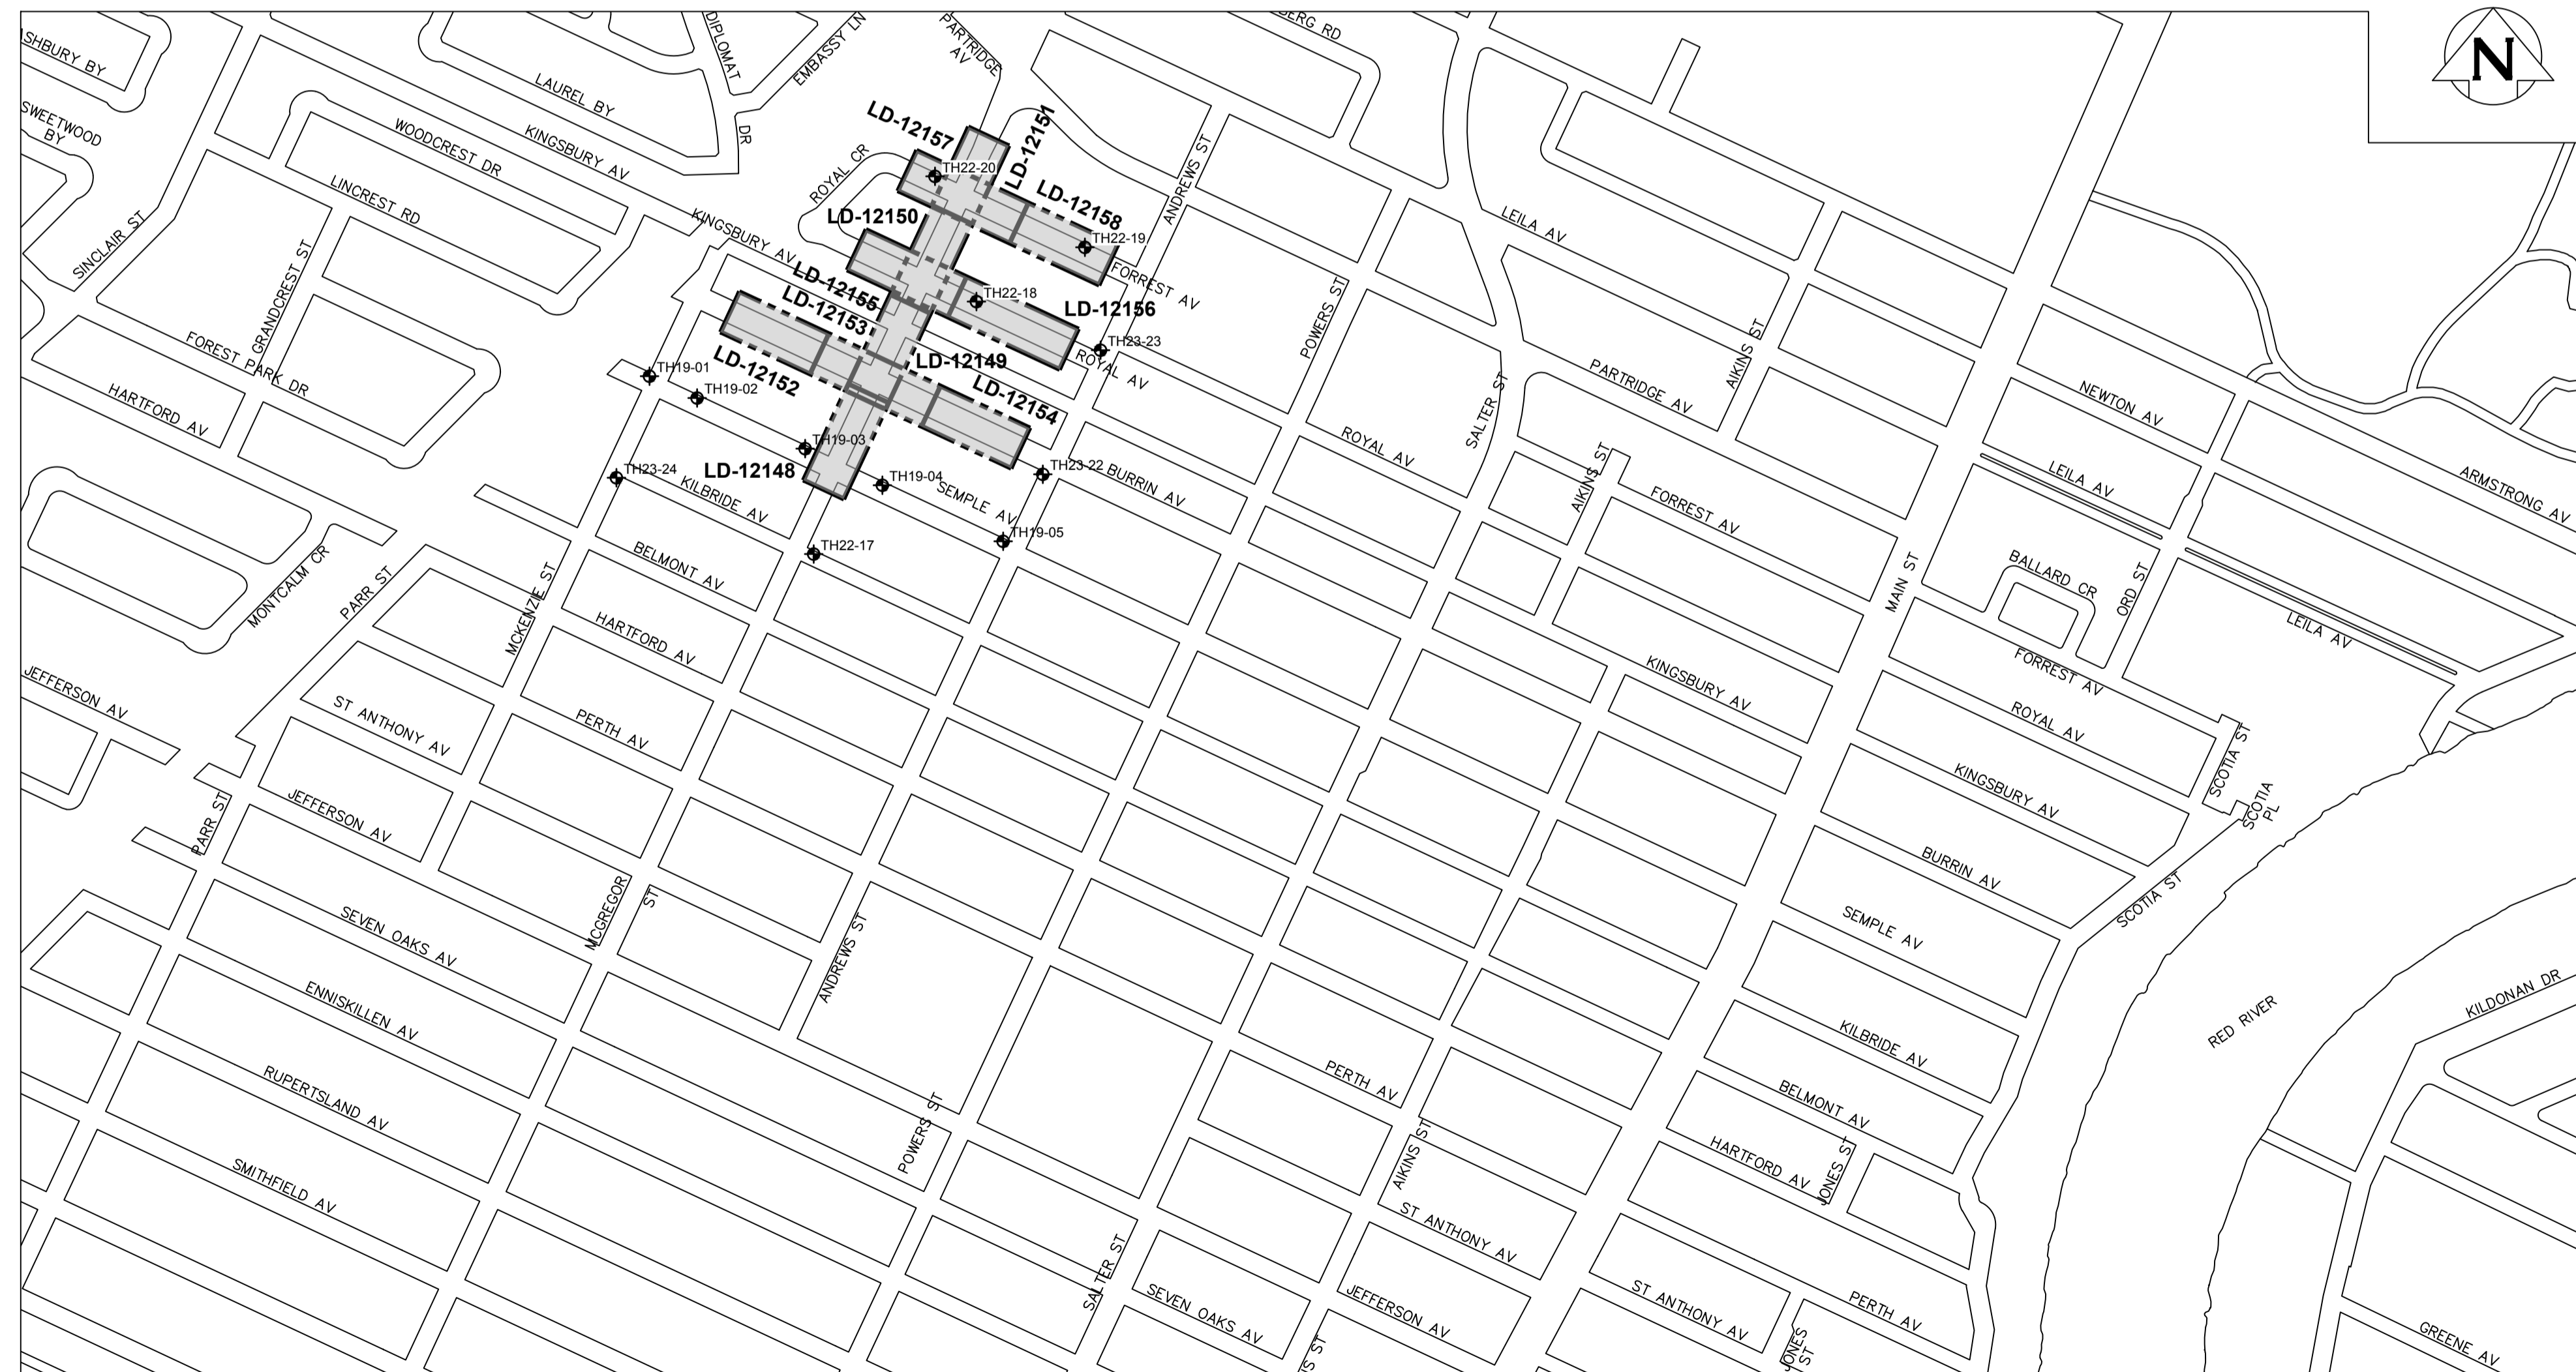 ASHBURY BY
SWEETWOOD
BY
LAUREL BY
DIPLOMAT
DR
EMBASSY LN
PARTRIDGE
AV
BERG RD
N
WOODCREST DR
KINGSBURY AV
LINCREST RD
SINCLAIR ST
GRANDCREST ST
FOREST PARK DR
HARTFORD AV
ROYAL CR
KINGSBURY AV
LD-12157
LD-12151
TH22-20
LD-12158
LD-12150
TH22-19
FORREST AV
ANDREWS ST
LD-12155
LD-12153
TH22-18
LD-12156
TH23-23
ROYAL AV
LD-12149
LD-12152
LD-12154
TH19-01
TH19-02
TH19-03
LD-12148
TH19-04
TH23-22
BURRIN AV
SEMPLE AV
TH19-05
TH23-24
KILBRIDE AV
TH22-17
BELMONT AV
HARTFORD AV
PERTH AV
MCKENZIE ST
MONTCALM CR
PARR ST
JEFFERSON AV
ST ANTHONY AV
JEFFERSON AV
PARR ST
SEVEN OAKS AV
MCGREGOR
ST
ENNISKILLEN AV
RUPERTSLAND AV
SMITHFIELD AV
ANDREWS ST
POWERS ST
SALTER ST
SEVEN OAKS AV
JEFFERSON AV
S ST
POWERS ST
LEILA AV
AIKINS ST
PARTRIDGE AV
SALTER ST
ROYAL AV
AIKINS ST
FORREST AV
KINGSBURY AV
MAIN ST
NEWTON AV
LEILA AV
ARMSTRONG AV
BALLARD CR
ORD ST
LEILA AV
FORREST AV
ROYAL AV
KINGSBURY AV
SCOTIA ST
SCOTIA
PL
BURRIN AV
SCOTIA ST
SEMPLE AV
KILBRIDE AV
RED RIVER
KILDONAN DR
BELMONT AV
HARTFORD AV
JONES ST
PERTH AV
AIKINS ST
ST ANTHONY AV
ST ANTHONY AV
PERTH AV
JONES
ST
GREENE AV